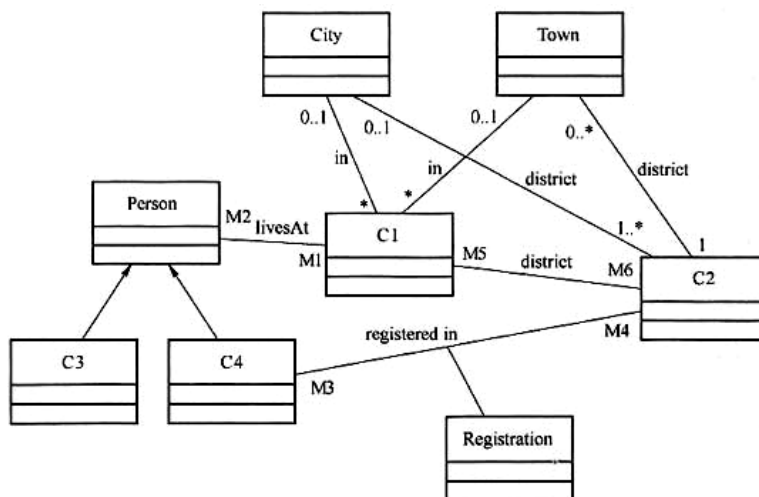 City
Town
0..1
0..1
0..1
0..*
in
in
district
district
*
*
1..*
1
Person
M2
livesAt
M1
C1
M5
district
M6
C2
registered in
M4
C3
C4
M3
Registration